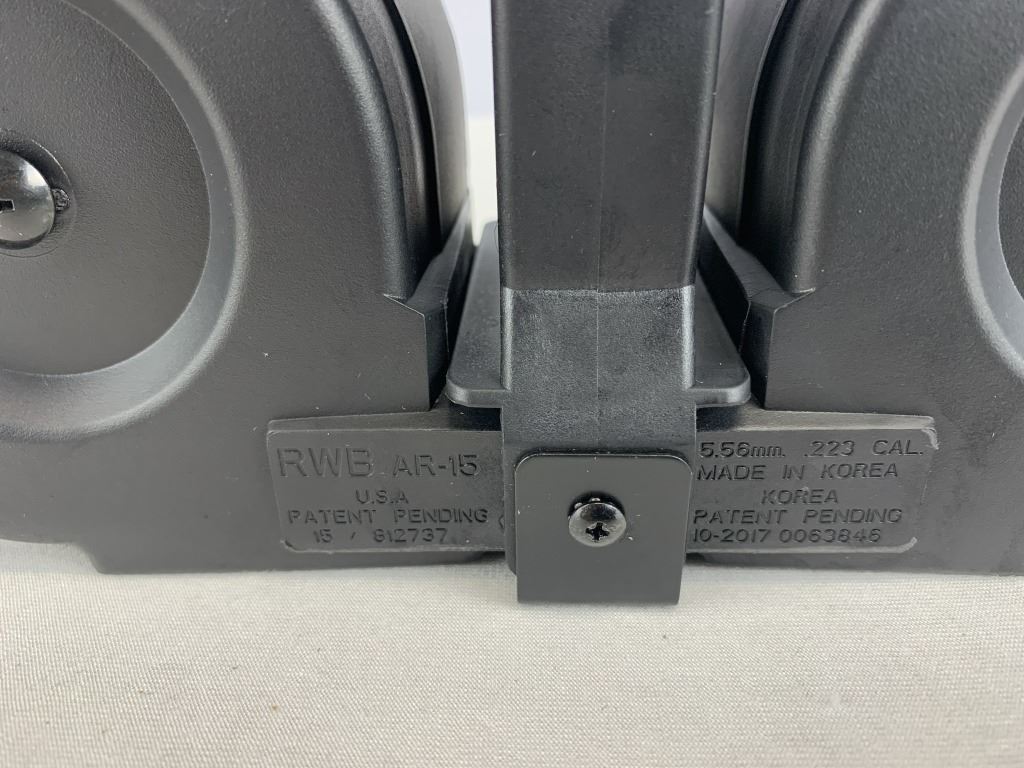 RWB AR-15
U.S.A
PATENT PENDING
15 / 812737
5.56mm. .223 CAL.
MADE IN KOREA
KOREA
PATENT PENDING
10-2017 0063846